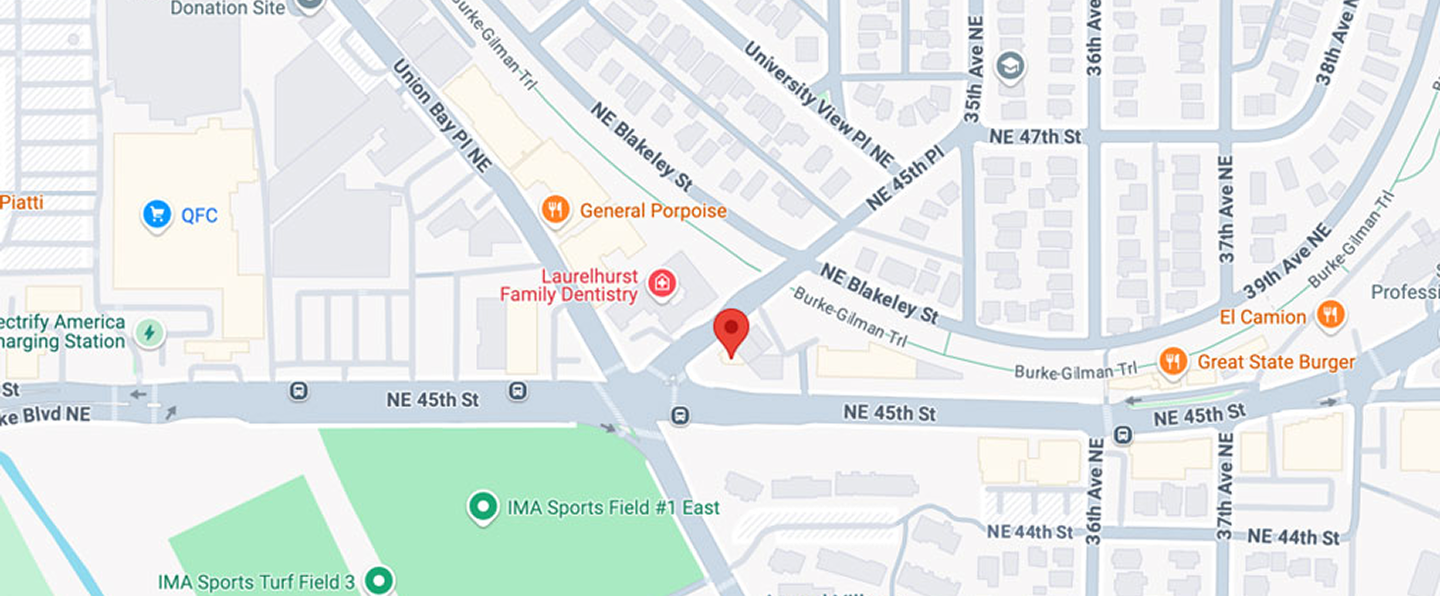 Donation Site
Burke-Gilman Trl
Union Bay Pl NE
University View Pl NE
35th Ave NE
36th Ave
38th Ave N
NE Blakeley St
NE 47th St
NE 45th Pl
Piatti
QFC
General Porpoise
37th Ave NE
39th Ave NE
Burke-Gilman Trl
Laurelhurst
Family Dentistry
NE Blakeley St
Burke-Gilman Trl
Professi
El Camion
ectrify America
harging Station
Burke-Gilman Trl
Great State Burger
St
ke Blvd NE
NE 45th St
NE 45th St
NE 45th St
36th Ave NE
37th Ave NE
IMA Sports Field #1 East
NE 44th St
NE 44th St
IMA Sports Turf Field 3